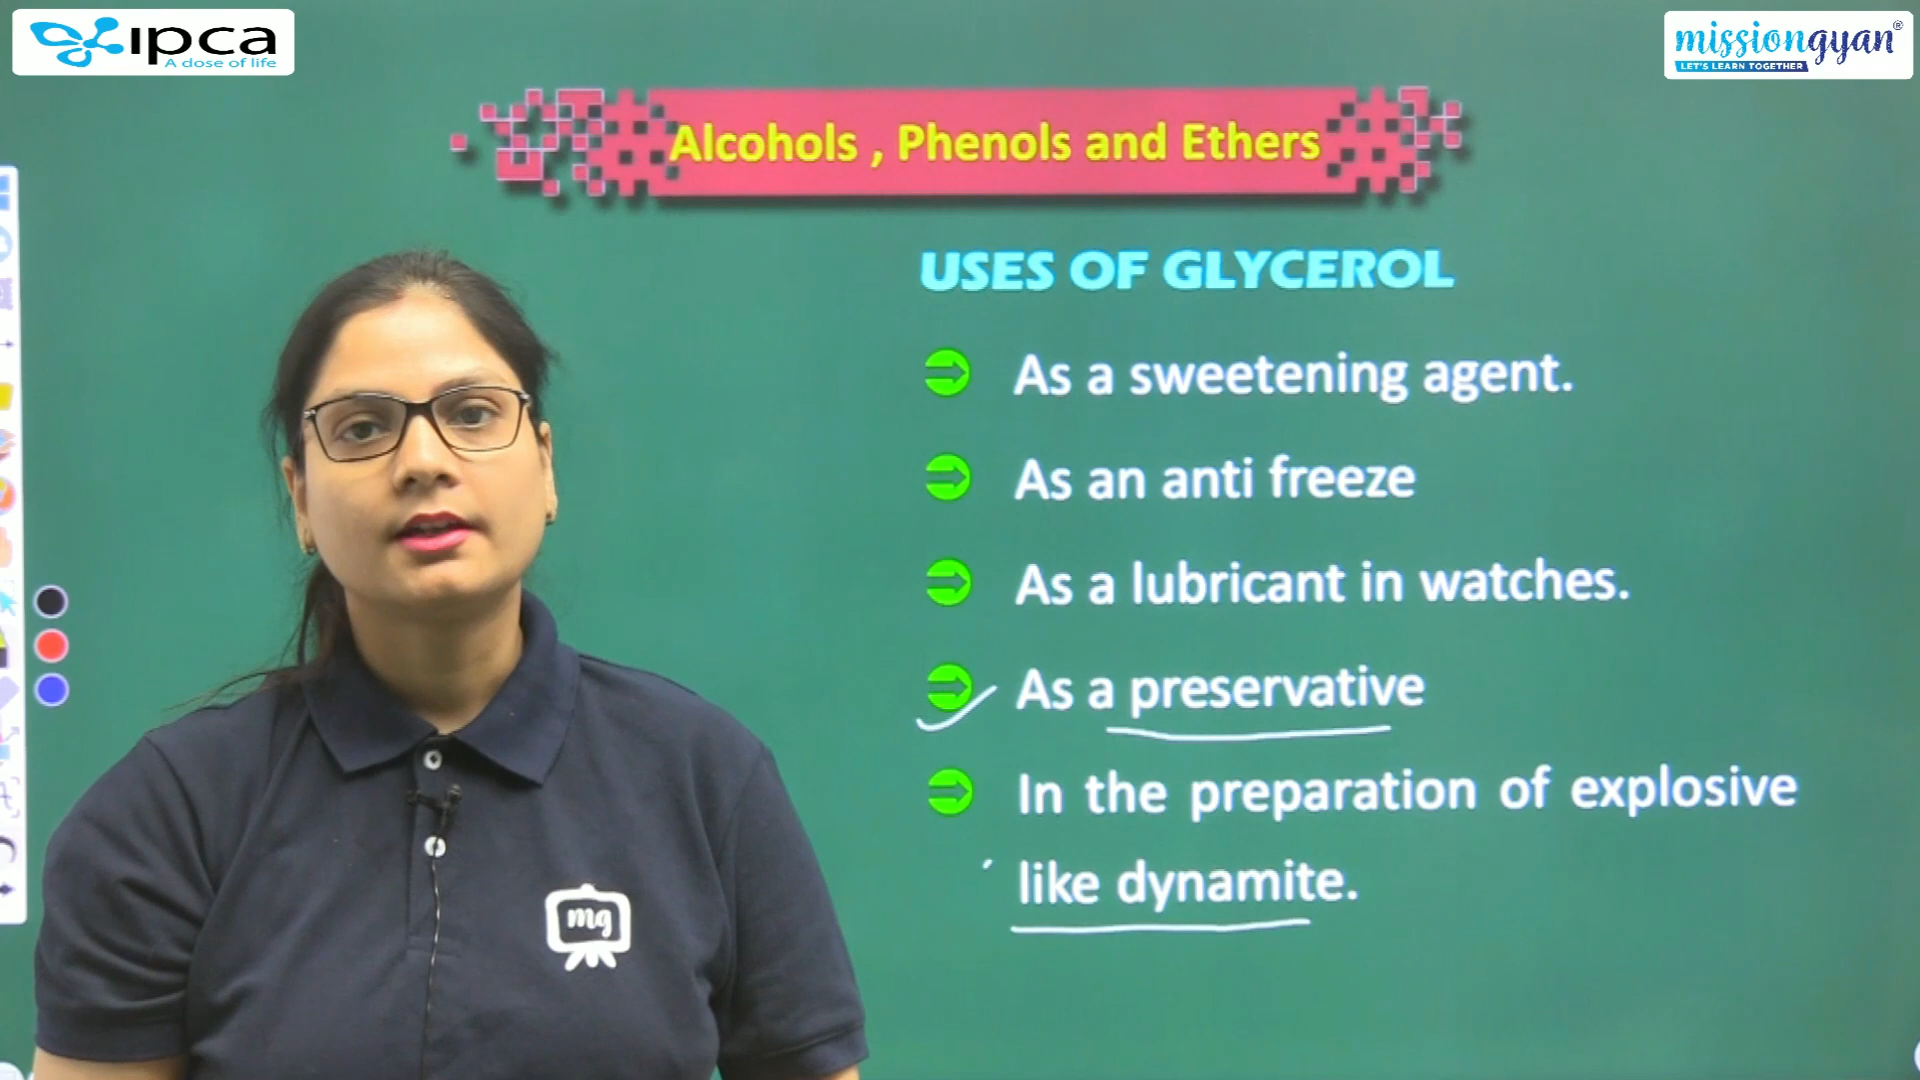 ipca
A dose of life
missiongyan®
LET'S LEARN TOGETHER
Alcohols , Phenols and Ethers
USES OF GLYCEROL
As a sweetening agent.
As an anti freeze
As a lubricant in watches.
As a preservative
In the preparation of explosive
like dynamite.
mg